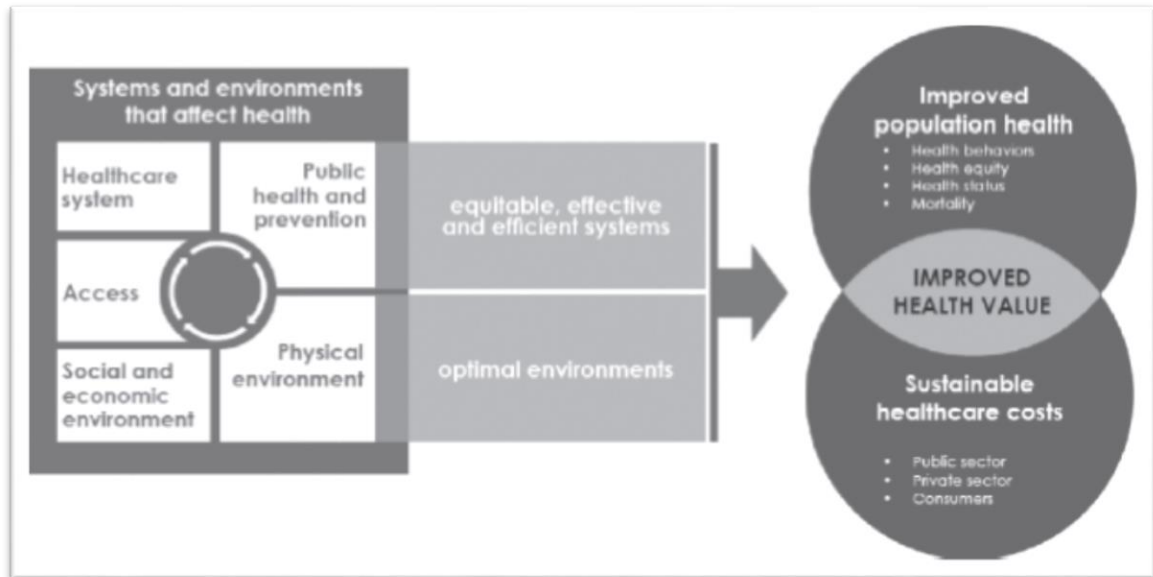 Systems and environments
that affect health
Healthcare
system
Public
health and
prevention
Access
Social and
economic
environment
Physical
environment
equitable, effective
and efficient systems
optimal environments
Improved
population health
• Health behaviors
• Health equity
• Health status
• Mortality
IMPROVED
HEALTH VALUE
Sustainable
healthcare costs
• Public sector
• Private sector
• Consumers